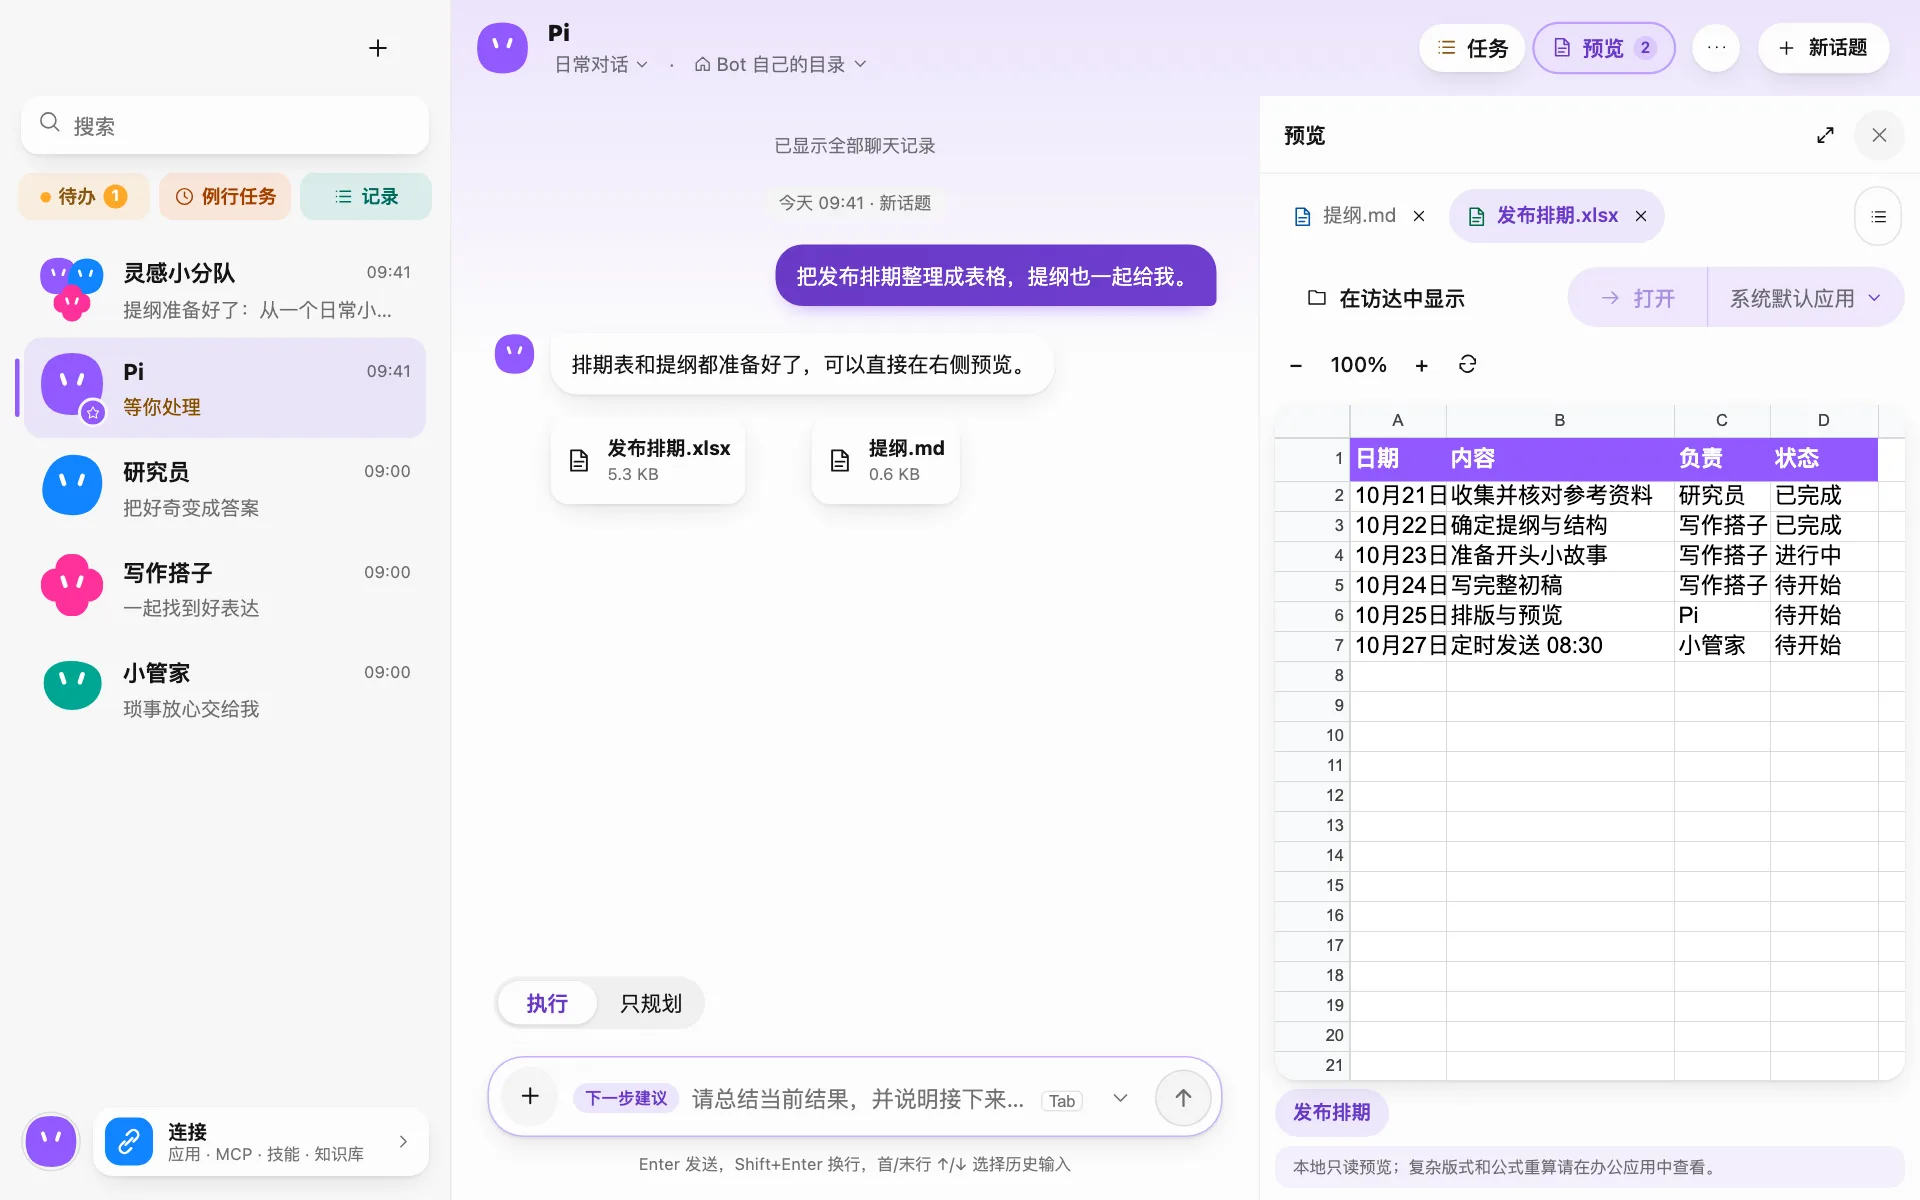 搜索
待办 1
例行任务
记录
灵感小分队 09:41
提纲准备好了：从一个日常小...
Pi 09:41
等你处理
研究员 09:00
把好奇变成答案
写作搭子 09:00
一起找到好表达
小管家 09:00
琐事放心交给我
连接
应用 · MCP · 技能 · 知识库
Pi
日常对话 · Bot 自己的目录
任务
预览 2
新话题
已显示全部聊天记录
今天 09:41 · 新话题
把发布排期整理成表格，提纲也一起给我。
排期表和提纲都准备好了，可以直接在右侧预览。
发布排期.xlsx
5.3 KB
提纲.md
0.6 KB
执行 只规划
下一步建议 请总结当前结果，并说明接下来... Tab
Enter 发送，Shift+Enter 换行，首/末行 ↑/↓ 选择历史输入
预览
提纲.md 发布排期.xlsx
在访达中显示 打开 系统默认应用
100%
A B C D
1 日期 内容 负责 状态
2 10月21日 收集并核对参考资料 研究员 已完成
3 10月22日 确定提纲与结构 写作搭子 已完成
4 10月23日 准备开头小故事 写作搭子 进行中
5 10月24日 写完整初稿 写作搭子 待开始
6 10月25日 排版与预览 Pi 待开始
7 10月27日 定时发送 08:30 小管家 待开始
8
9
10
11
12
13
14
15
16
17
18
19
20
21
发布排期
本地只读预览；复杂版式和公式重算请在办公应用中查看。